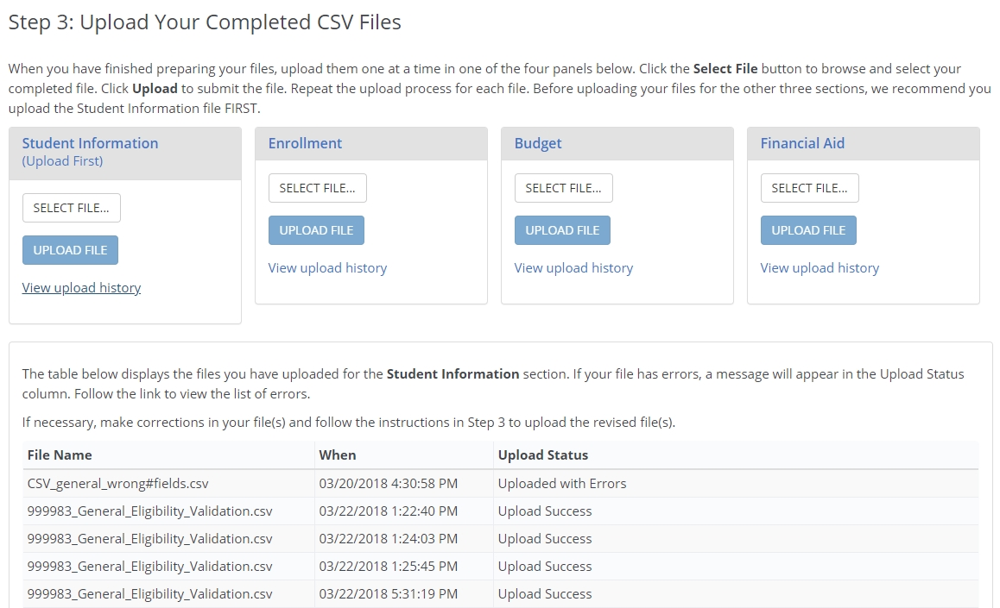 Step 3: Upload Your Completed CSV Files
When you have finished preparing your files, upload them one at a time in one of the four panels below. Click the Select File button to browse and select your
completed file. Click Upload to submit the file. Repeat the upload process for each file. Before uploading your files for the other three sections, we recommend you
upload the Student Information file FIRST.
Student Information
(Upload First)
SELECT FILE...
UPLOAD FILE
View upload history
Enrollment
SELECT FILE...
UPLOAD FILE
View upload history
Budget
SELECT FILE...
UPLOAD FILE
View upload history
Financial Aid
SELECT FILE...
UPLOAD FILE
View upload history
The table below displays the files you have uploaded for the Student Information section. If your file has errors, a message will appear in the Upload Status
column. Follow the link to view the list of errors.
If necessary, make corrections in your file(s) and follow the instructions in Step 3 to upload the revised file(s).
File Name When Upload Status
CSV_general_wrong#fields.csv 03/20/2018 4:30:58 PM Uploaded with Errors
999983_General_Eligibility_Validation.csv 03/22/2018 1:22:40 PM Upload Success
999983_General_Eligibility_Validation.csv 03/22/2018 1:24:03 PM Upload Success
999983_General_Eligibility_Validation.csv 03/22/2018 1:25:45 PM Upload Success
999983_General_Eligibility_Validation.csv 03/22/2018 5:31:19 PM Upload Success